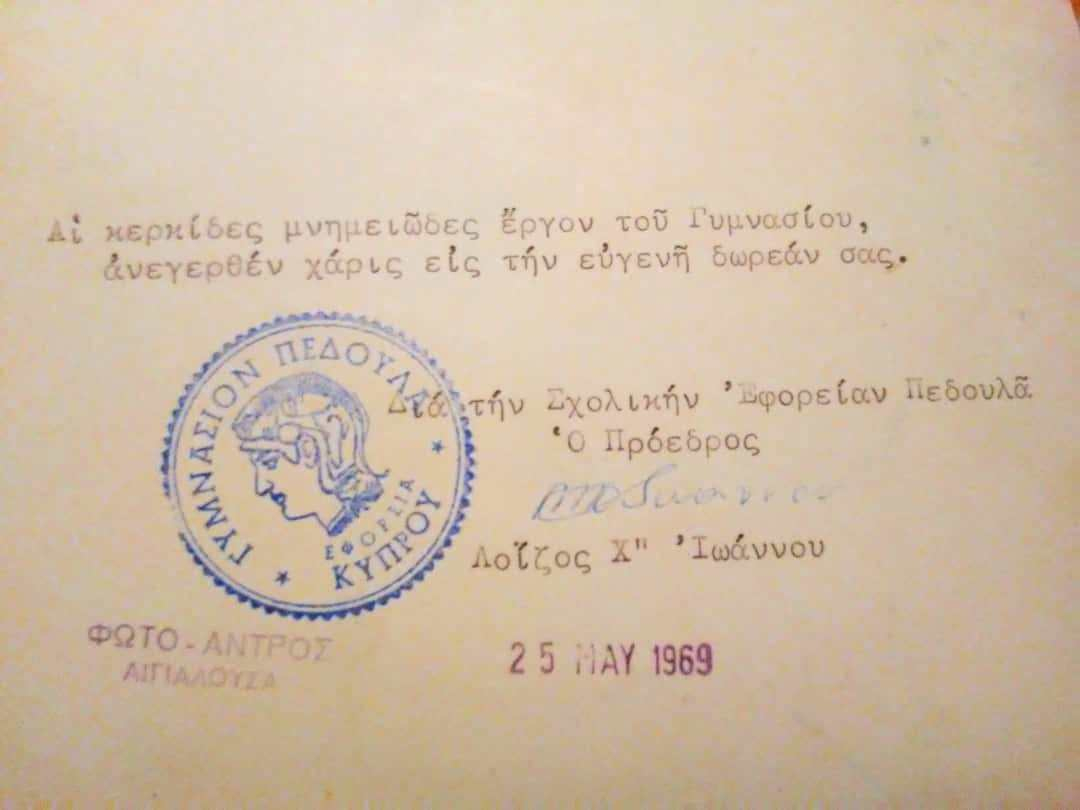 Αἱ κερκίδες μνημειῶδες ἔργον τοῦ Γυμνασίου,
ἀνεγερθέν χάρις εἰς τήν εὐγενῆ δωρεάν σας.
ΓΥΜΝΑΣΙΟΝ ΠΕΔΟΥΛΑ
ΕΦΟΡΕΙΑ
ΚΥΠΡΟΥ
Διά τήν Σχολικήν Ἐφορείαν Πεδουλᾶ
Ὁ Πρόεδρος
Λοΐζος Χ" Ἰωάννου
ΦΩΤΟ - ΑΝΤΡΟΣ
ΑΙΓΙΑΛΟΥΣΑ
25 MAY 1969